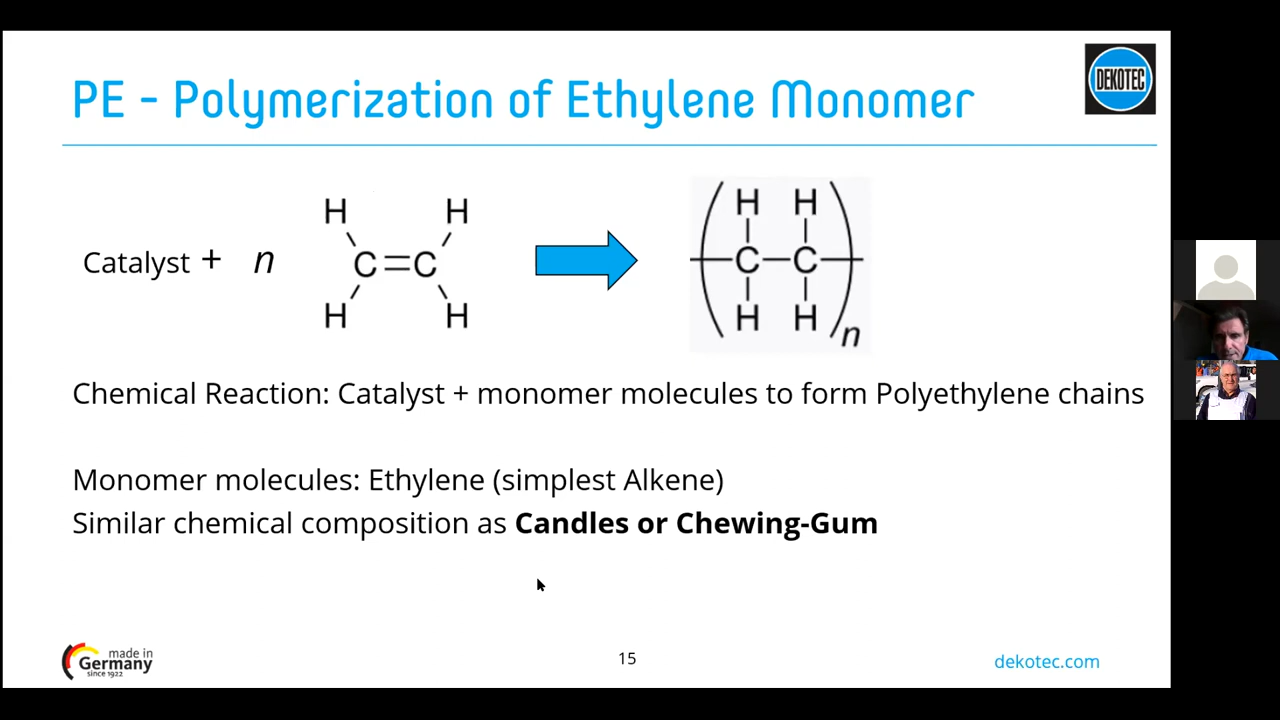 PE - Polymerization of Ethylene Monomer
DEKOTEC
Catalyst + n
H H
C=C
H H
H H
C-C
H H
n
Chemical Reaction: Catalyst + monomer molecules to form Polyethylene chains
Monomer molecules: Ethylene (simplest Alkene)
Similar chemical composition as Candles or Chewing-Gum
made in
Germany
since 1922
15
dekotec.com